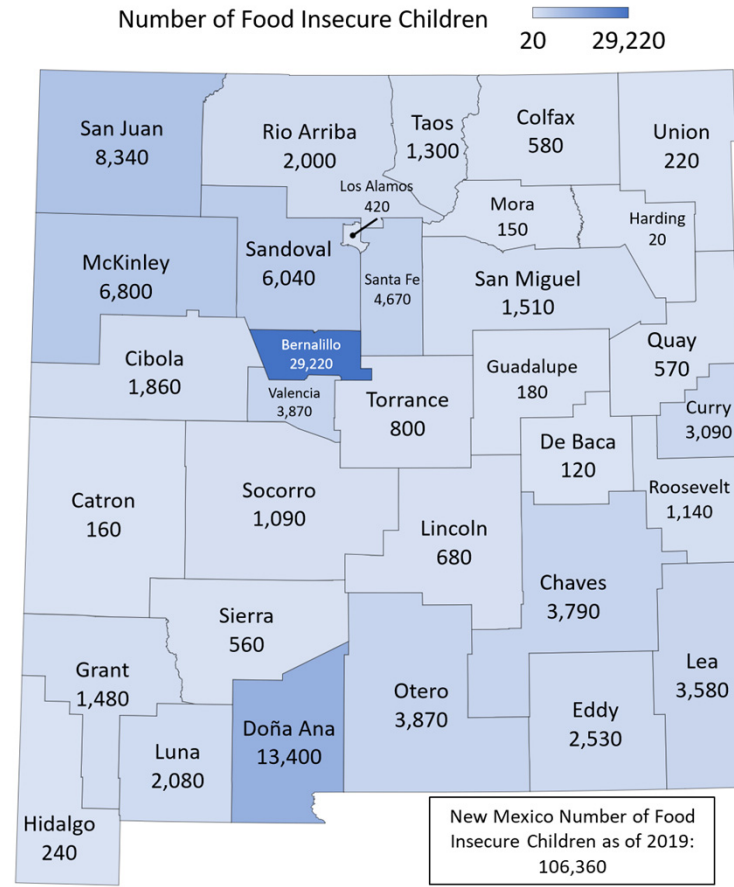 Number of Food Insecure Children
20 29,220
San Juan
8,340
Rio Arriba
2,000
Taos
1,300
Colfax
580
Union
220
Los Alamos
420
Mora
150
Harding
20
McKinley
6,800
Sandoval
6,040
Santa Fe
4,670
San Miguel
1,510
Cibola
1,860
Bernalillo
29,220
Valencia
3,870
Torrance
800
Guadalupe
180
Quay
570
Curry
3,090
De Baca
120
Roosevelt
1,140
Catron
160
Socorro
1,090
Lincoln
680
Chaves
3,790
Sierra
560
Grant
1,480
Doña Ana
13,400
Otero
3,870
Lea
3,580
Eddy
2,530
Luna
2,080
Hidalgo
240
New Mexico Number of Food
Insecure Children as of 2019:
106,360